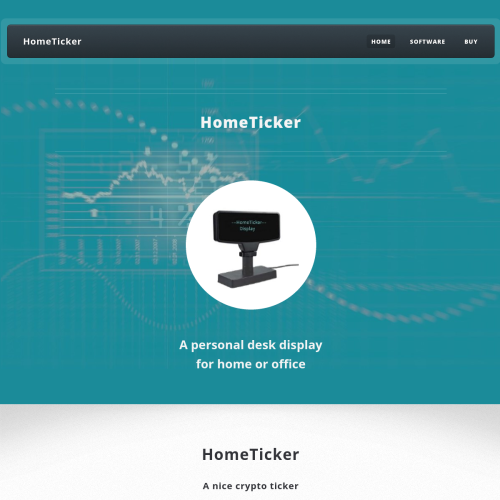 HomeTicker
HOME SOFTWARE BUY
HomeTicker
HomeTicker
Display
A personal desk display
for home or office
HomeTicker
A nice crypto ticker